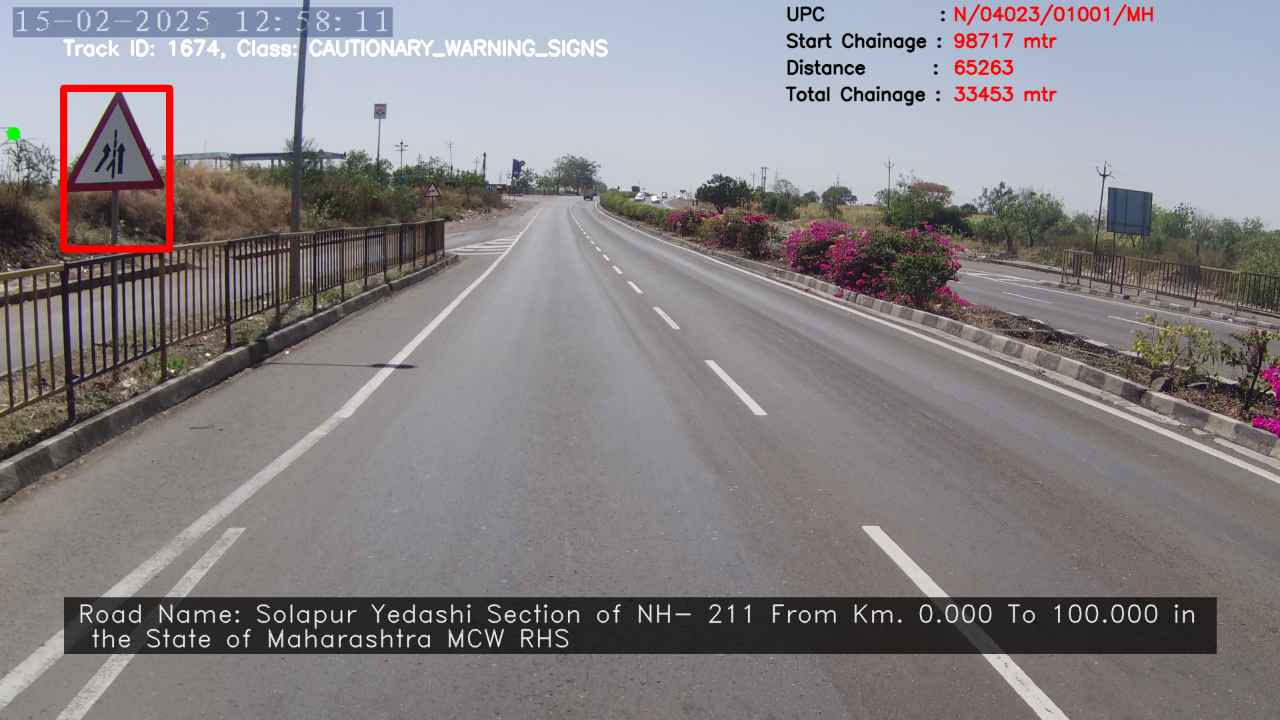 15-02-2025 12:58:11
Track ID: 1674, Class: CAUTIONARY_WARNING_SIGNS
UPC : N/04023/01001/MH
Start Chainage : 98717 mtr
Distance : 65263
Total Chainage : 33453 mtr
Road Name: Solapur Yedashi Section of NH- 211 From Km. 0.000 To 100.000 in
the State of Maharashtra MCW RHS